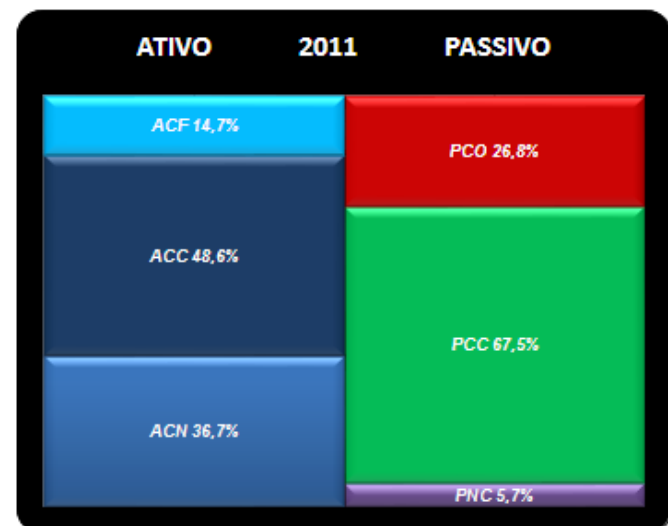 ATIVO 2011 PASSIVO
ACF 14,7%
PCO 26,8%
ACC 48,6%
PCC 67,5%
ACN 36,7%
PNC 5,7%